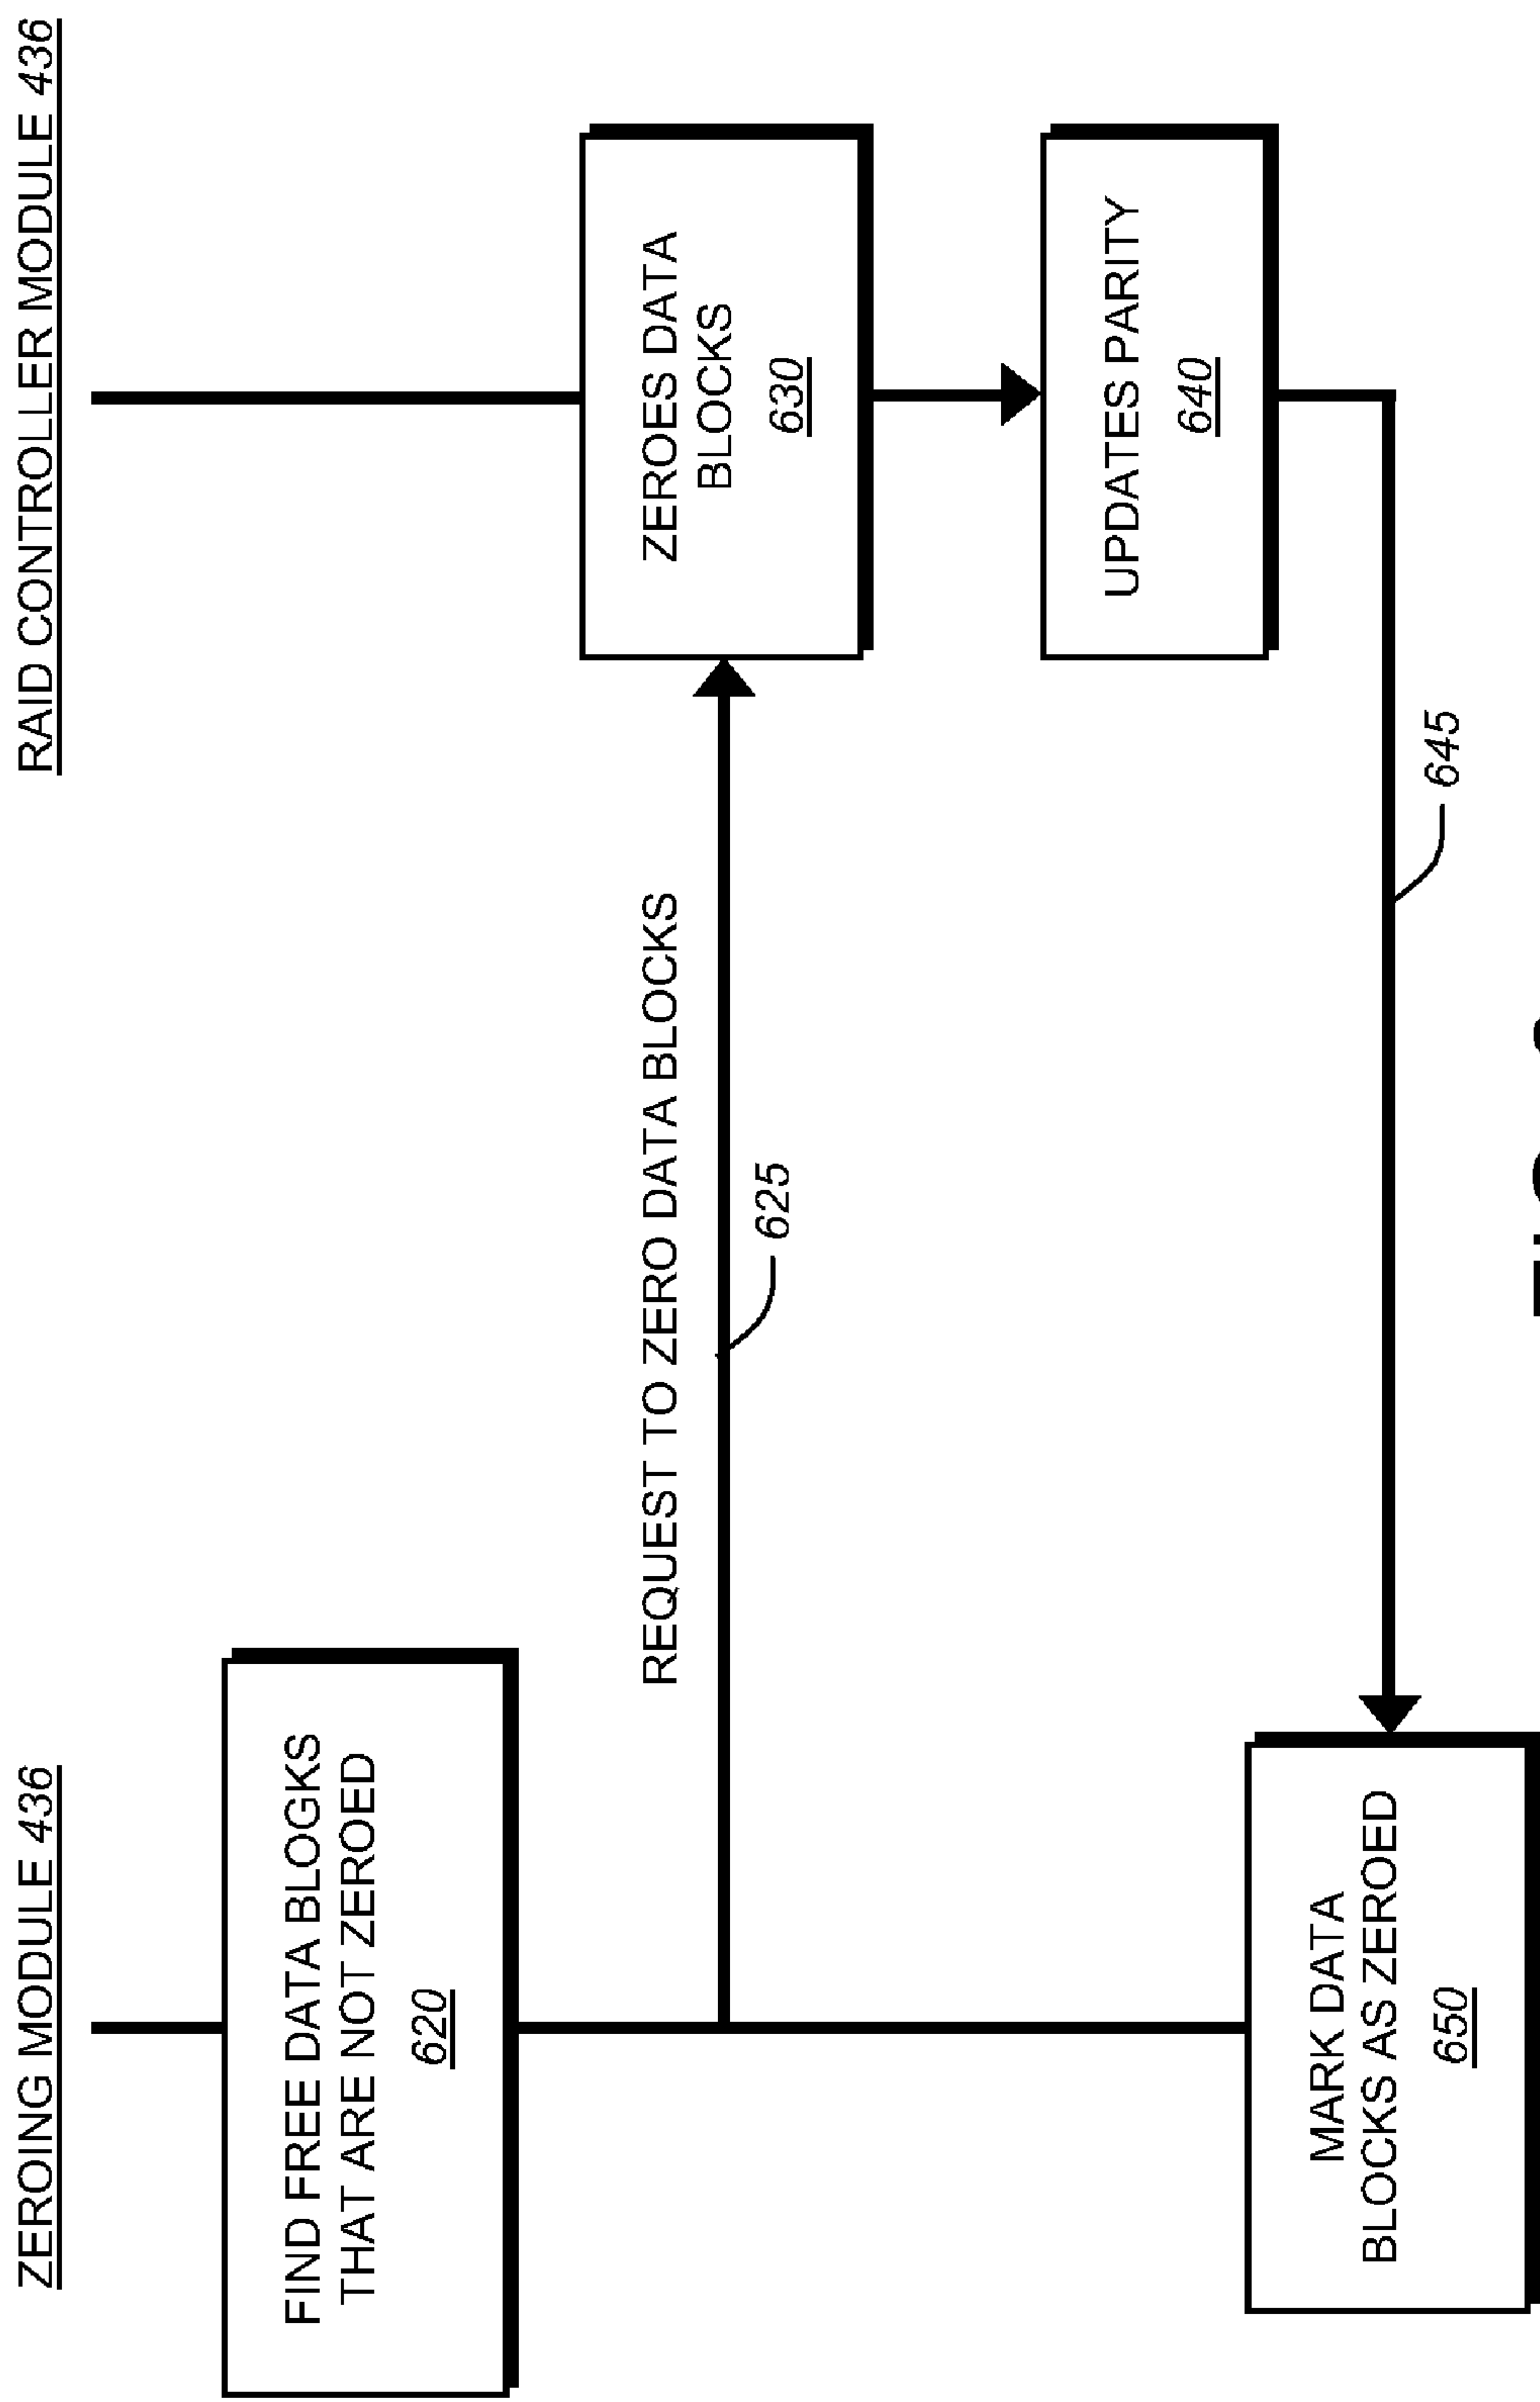 ZEROING MODULE 436
RAID CONTROLLER MODULE 436
FIND FREE DATA BLOGKS
THAT ARE NOT ZEROED
620
REQUEST TO ZERO DATA BLOCKS
625
ZEROES DATA
BLOCKS
630
UPDATES PARITY
640
645
MARK DATA
BLOCKS AS ZEROED
650